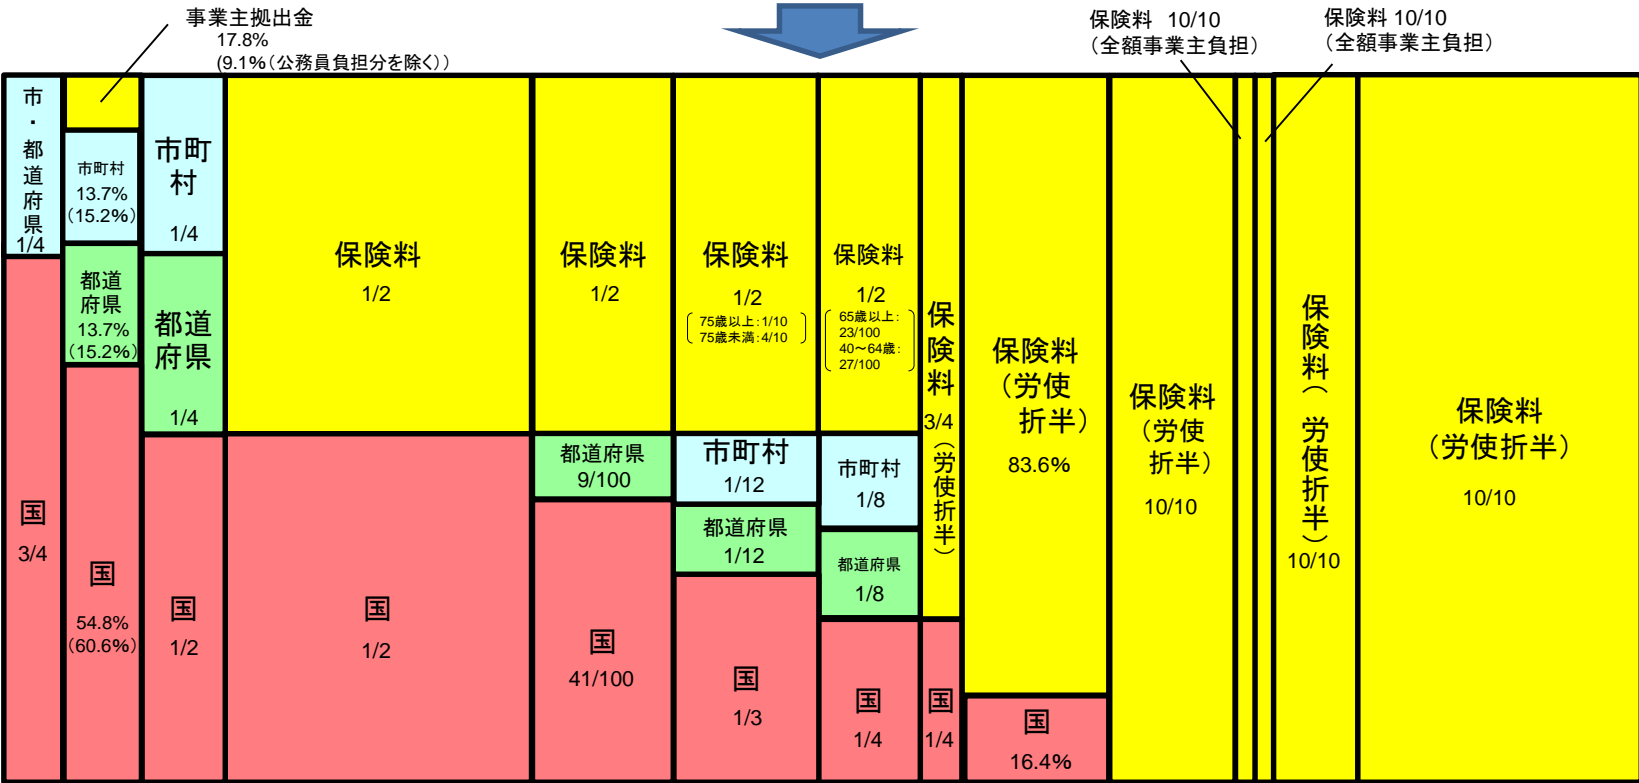 事業主拠出金
17.8%
(9.1%(公務員負担分を除く))
保険料 10/10
(全額事業主負担)
保険料 10/10
(全額事業主負担)
市・都道府県
1/4
国
3/4
市町村
13.7%
(15.2%)
都道
府県
13.7%
(15.2%)
国
54.8%
(60.6%)
市町
村
1/4
都道
府県
1/4
国
1/2
保険料
1/2
国
1/2
保険料
1/2
都道府県
9/100
国
41/100
保険料
1/2
75歳以上:1/10
75歳未満:4/10
市町村
1/12
都道府県
1/12
国
1/3
保険料
1/2
65歳以上:
23/100
40~64歳:
27/100
市町村
1/8
都道府県
1/8
国
1/4
保険料
3/4
(労使折半)
国
1/4
保険料
(労使
折半)
83.6%
国
16.4%
保険料
(労使
折半)
10/10
保険料(労使折半)
10/10
保険料
(労使折半)
10/10